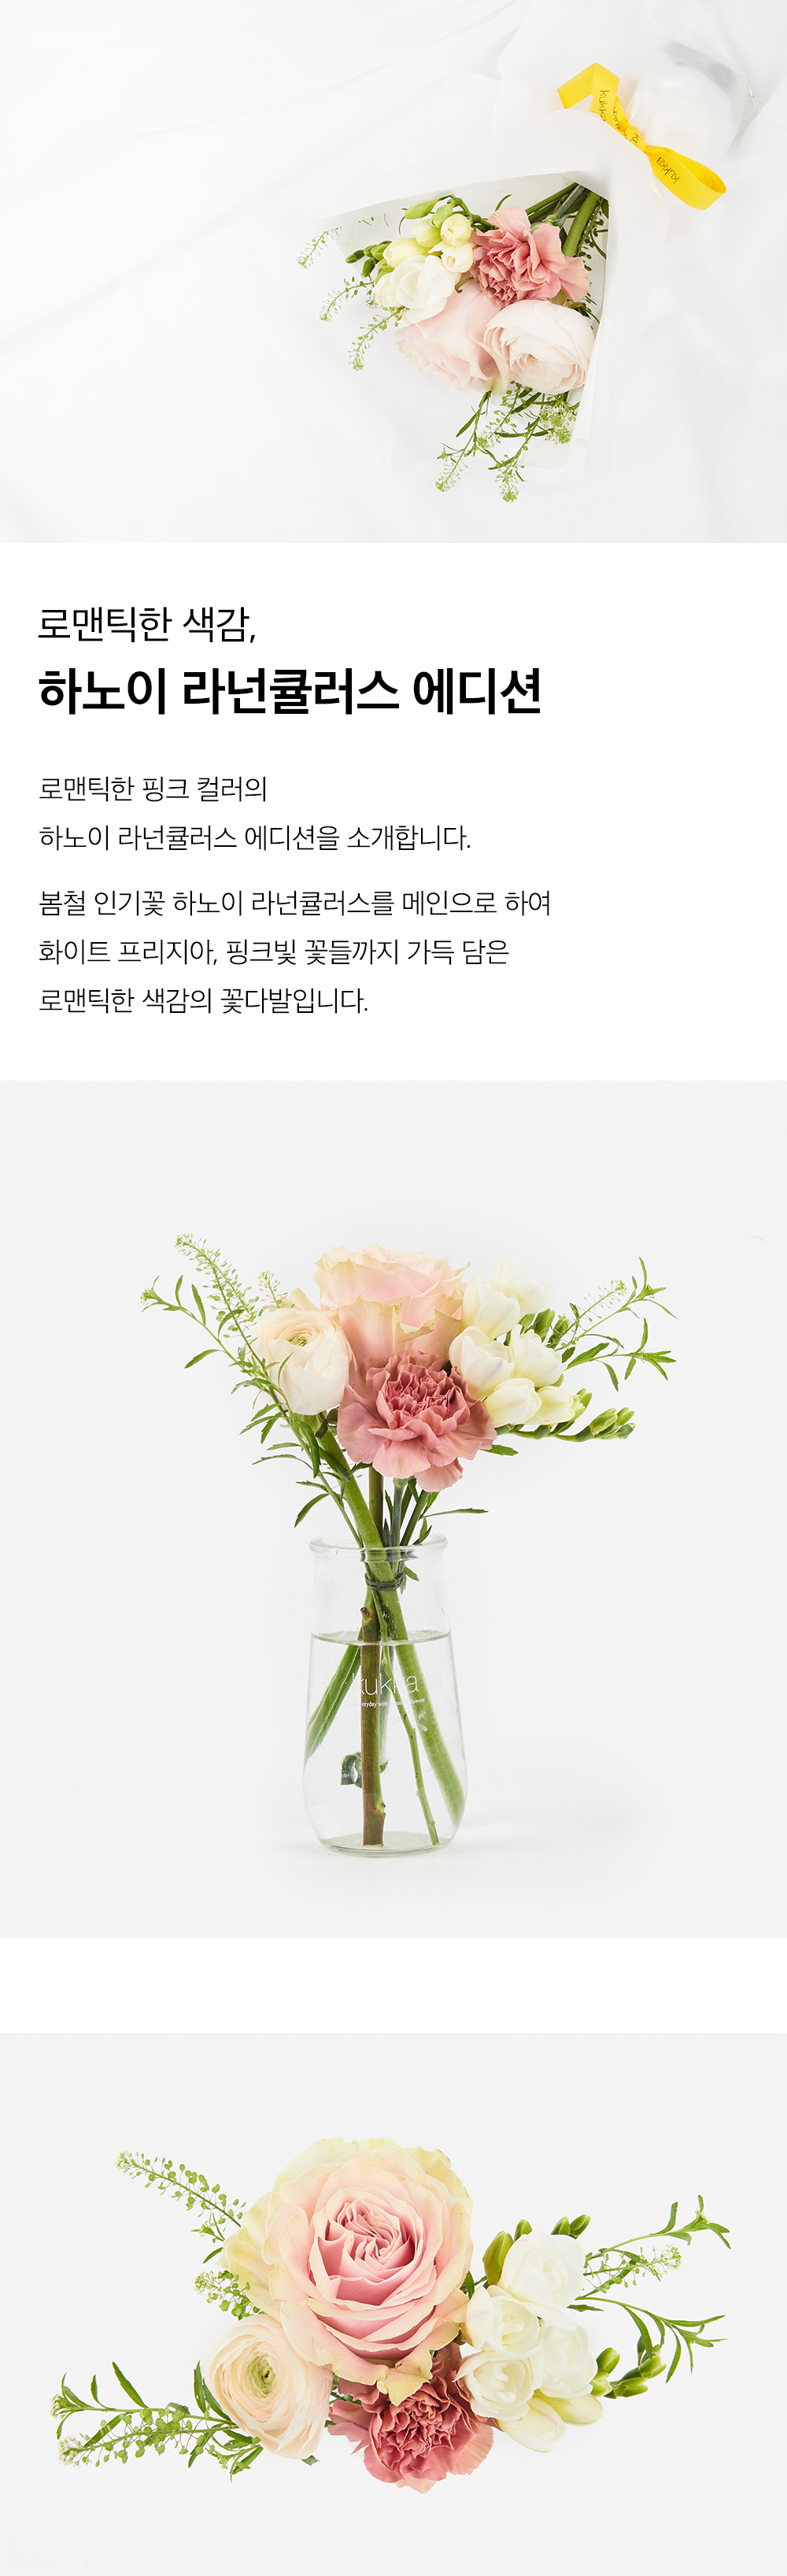 kukka
kukka
로맨틱한 색감,
하노이 라넌큘러스 에디션
로맨틱한 핑크 컬러의
하노이 라넌큘러스 에디션을 소개합니다.
봄철 인기꽃 하노이 라넌큘러스를 메인으로 하여
화이트 프리지아, 핑크빛 꽃들까지 가득 담은
로맨틱한 색감의 꽃다발입니다.
kukka